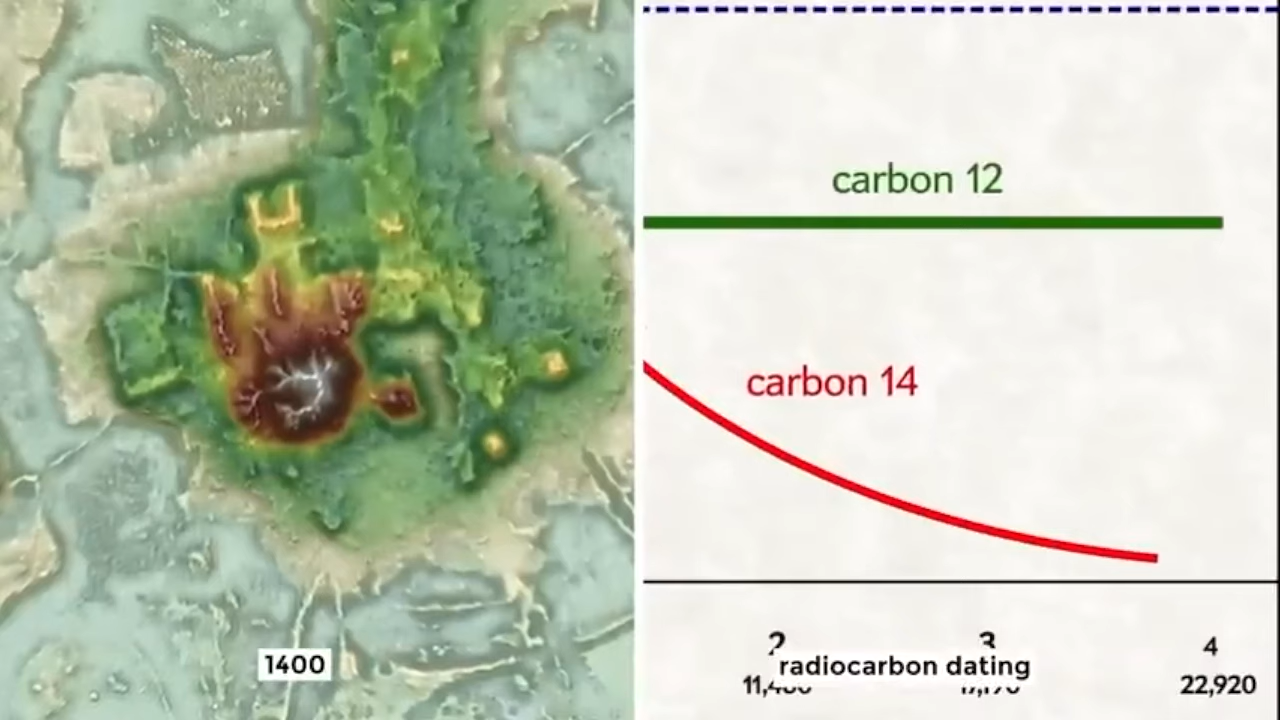 1400
carbon 12
carbon 14
2 3 4
radiocarbon dating
22,920